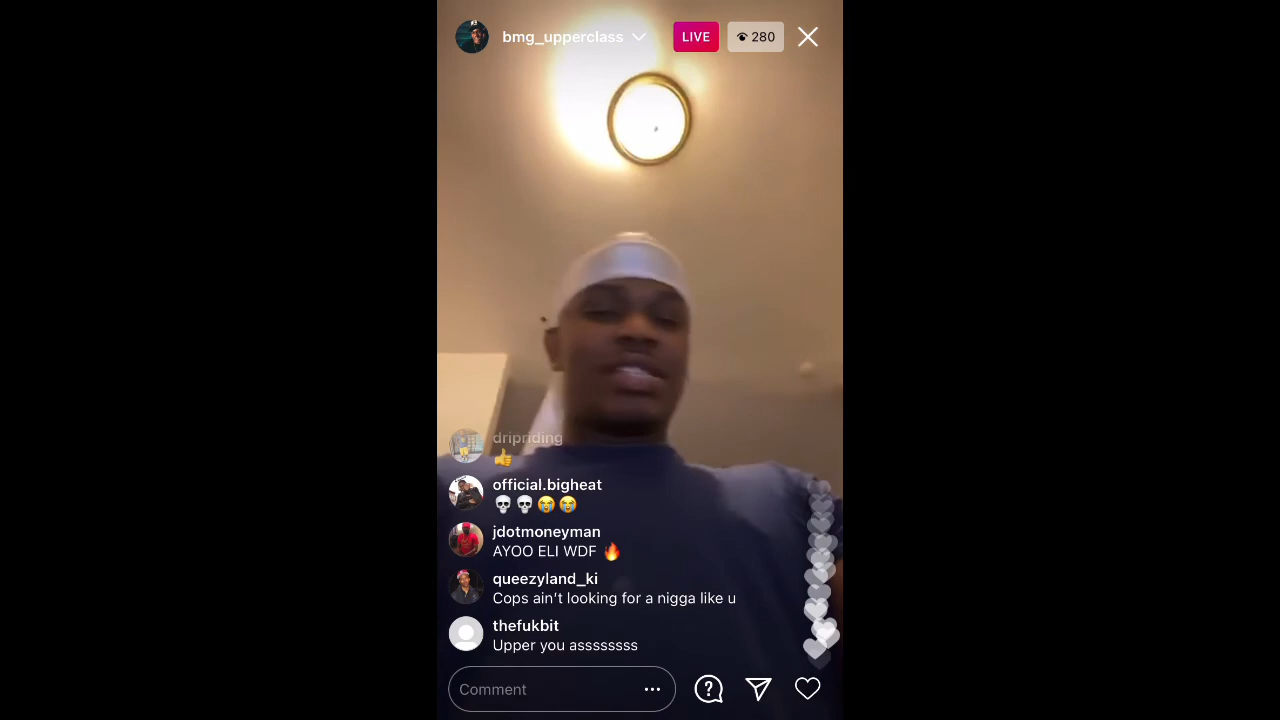 bmg_upperclass
LIVE
280
dripriding
official.bigheat
jdotmoneyman
AYOO ELI WDF
queezyland_ki
Cops ain't looking for a nigga like u
thefukbit
Upper you assssssss
Comment